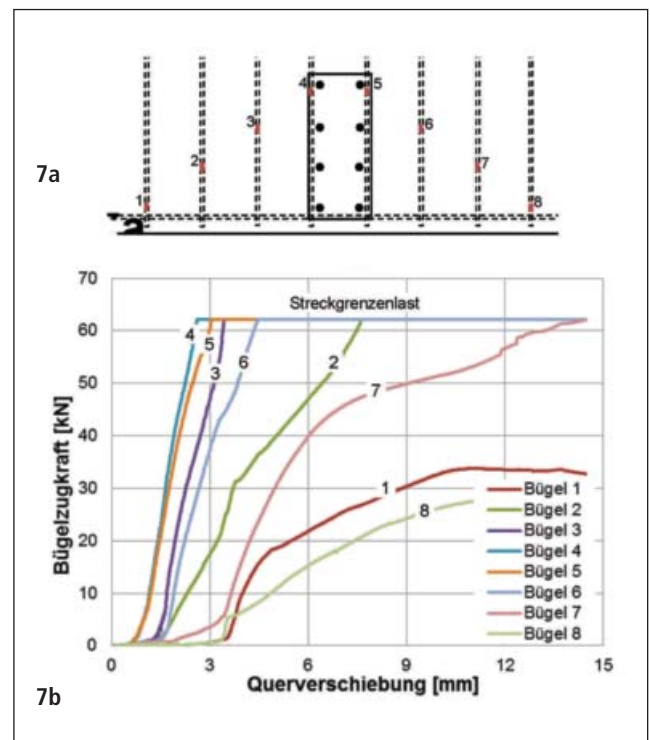 7a
4 5
3 6
2 7
1 8
7b
70
60
50
40
30
20
10
0
Bügelzugkraft [kN]
Streckgrenzenlast
4
5
3
6
2
7
1
8
Bügel 1
Bügel 2
Bügel 3
Bügel 4
Bügel 5
Bügel 6
Bügel 7
Bügel 8
0 3 6 9 12 15
Querverschiebung [mm]